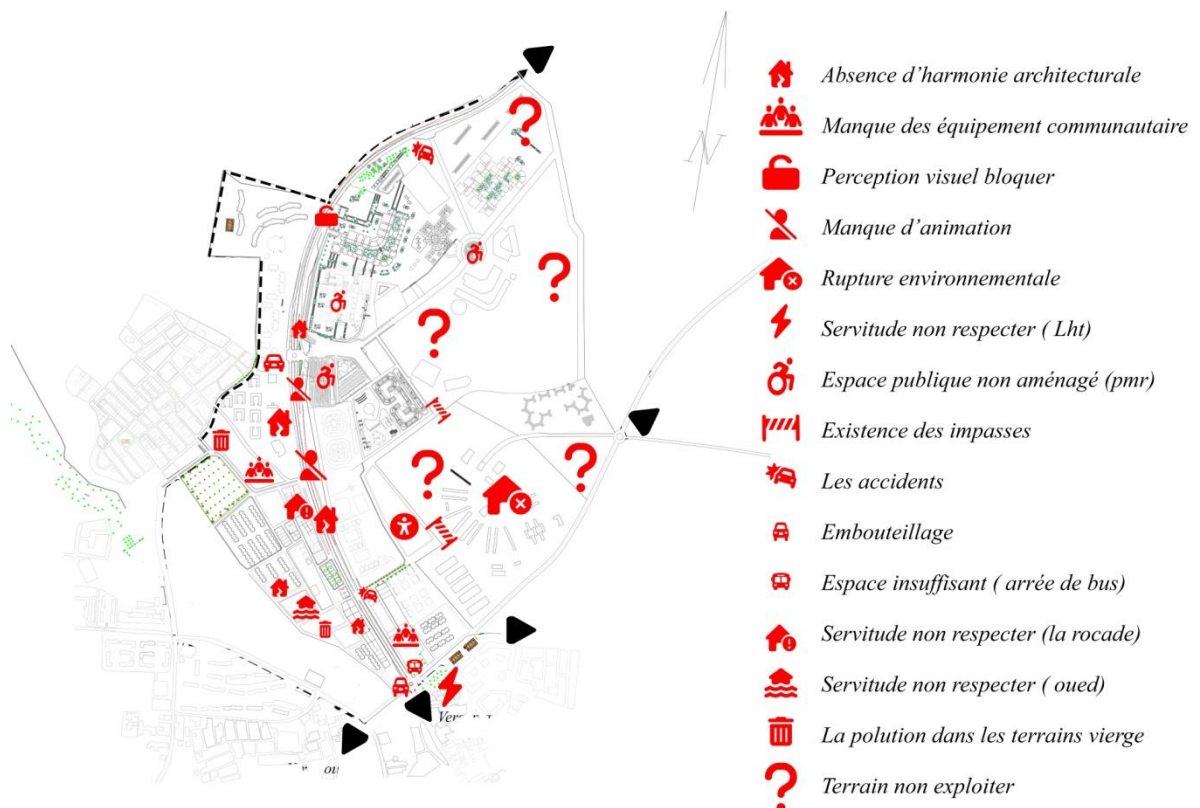 Absence d'harmonie architecturale
Manque des équipement communautaire
Perception visuel bloquer
Manque d'animation
Rupture environnementale
Servitude non respecter ( Lht)
Espace publique non aménagé (pmr)
Existence des impasses
Les accidents
Embouteillage
Espace insuffisant ( arrée de bus)
Servitude non respecter (la rocade)
Servitude non respecter ( oued)
La polution dans les terrains vierge
Terrain non exploiter
N